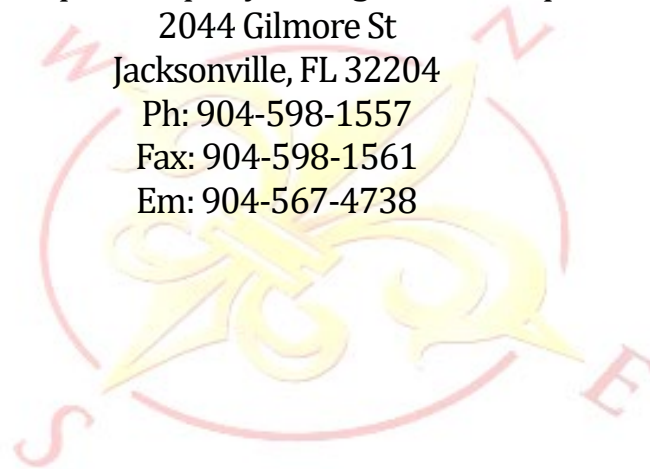 2044 Gilmore St
Jacksonville, FL 32204
Ph: 904-598-1557
Fax: 904-598-1561
Em: 904-567-4738
W
N
E
S